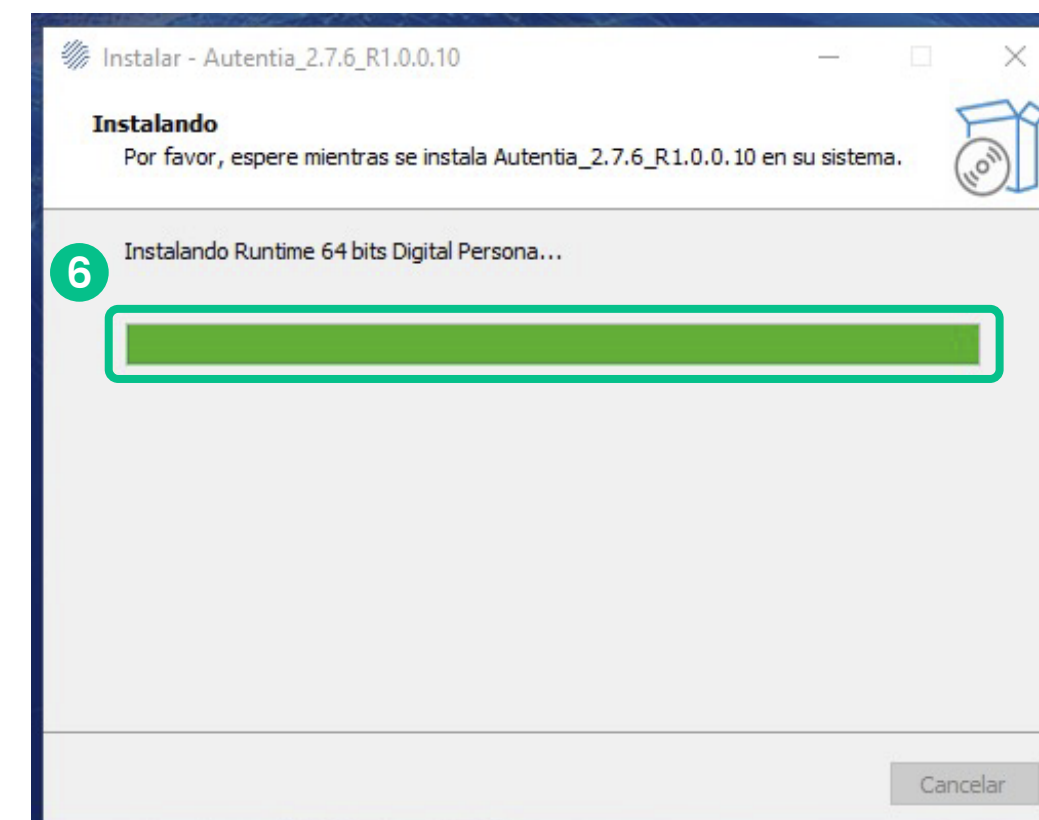 Instalar - Autentia_2.7.6_R1.0.0.10
Instalando
Por favor, espere mientras se instala Autentia_2.7.6_R1.0.0.10 en su sistema.
6
Instalando Runtime 64 bits Digital Persona...
Cancelar